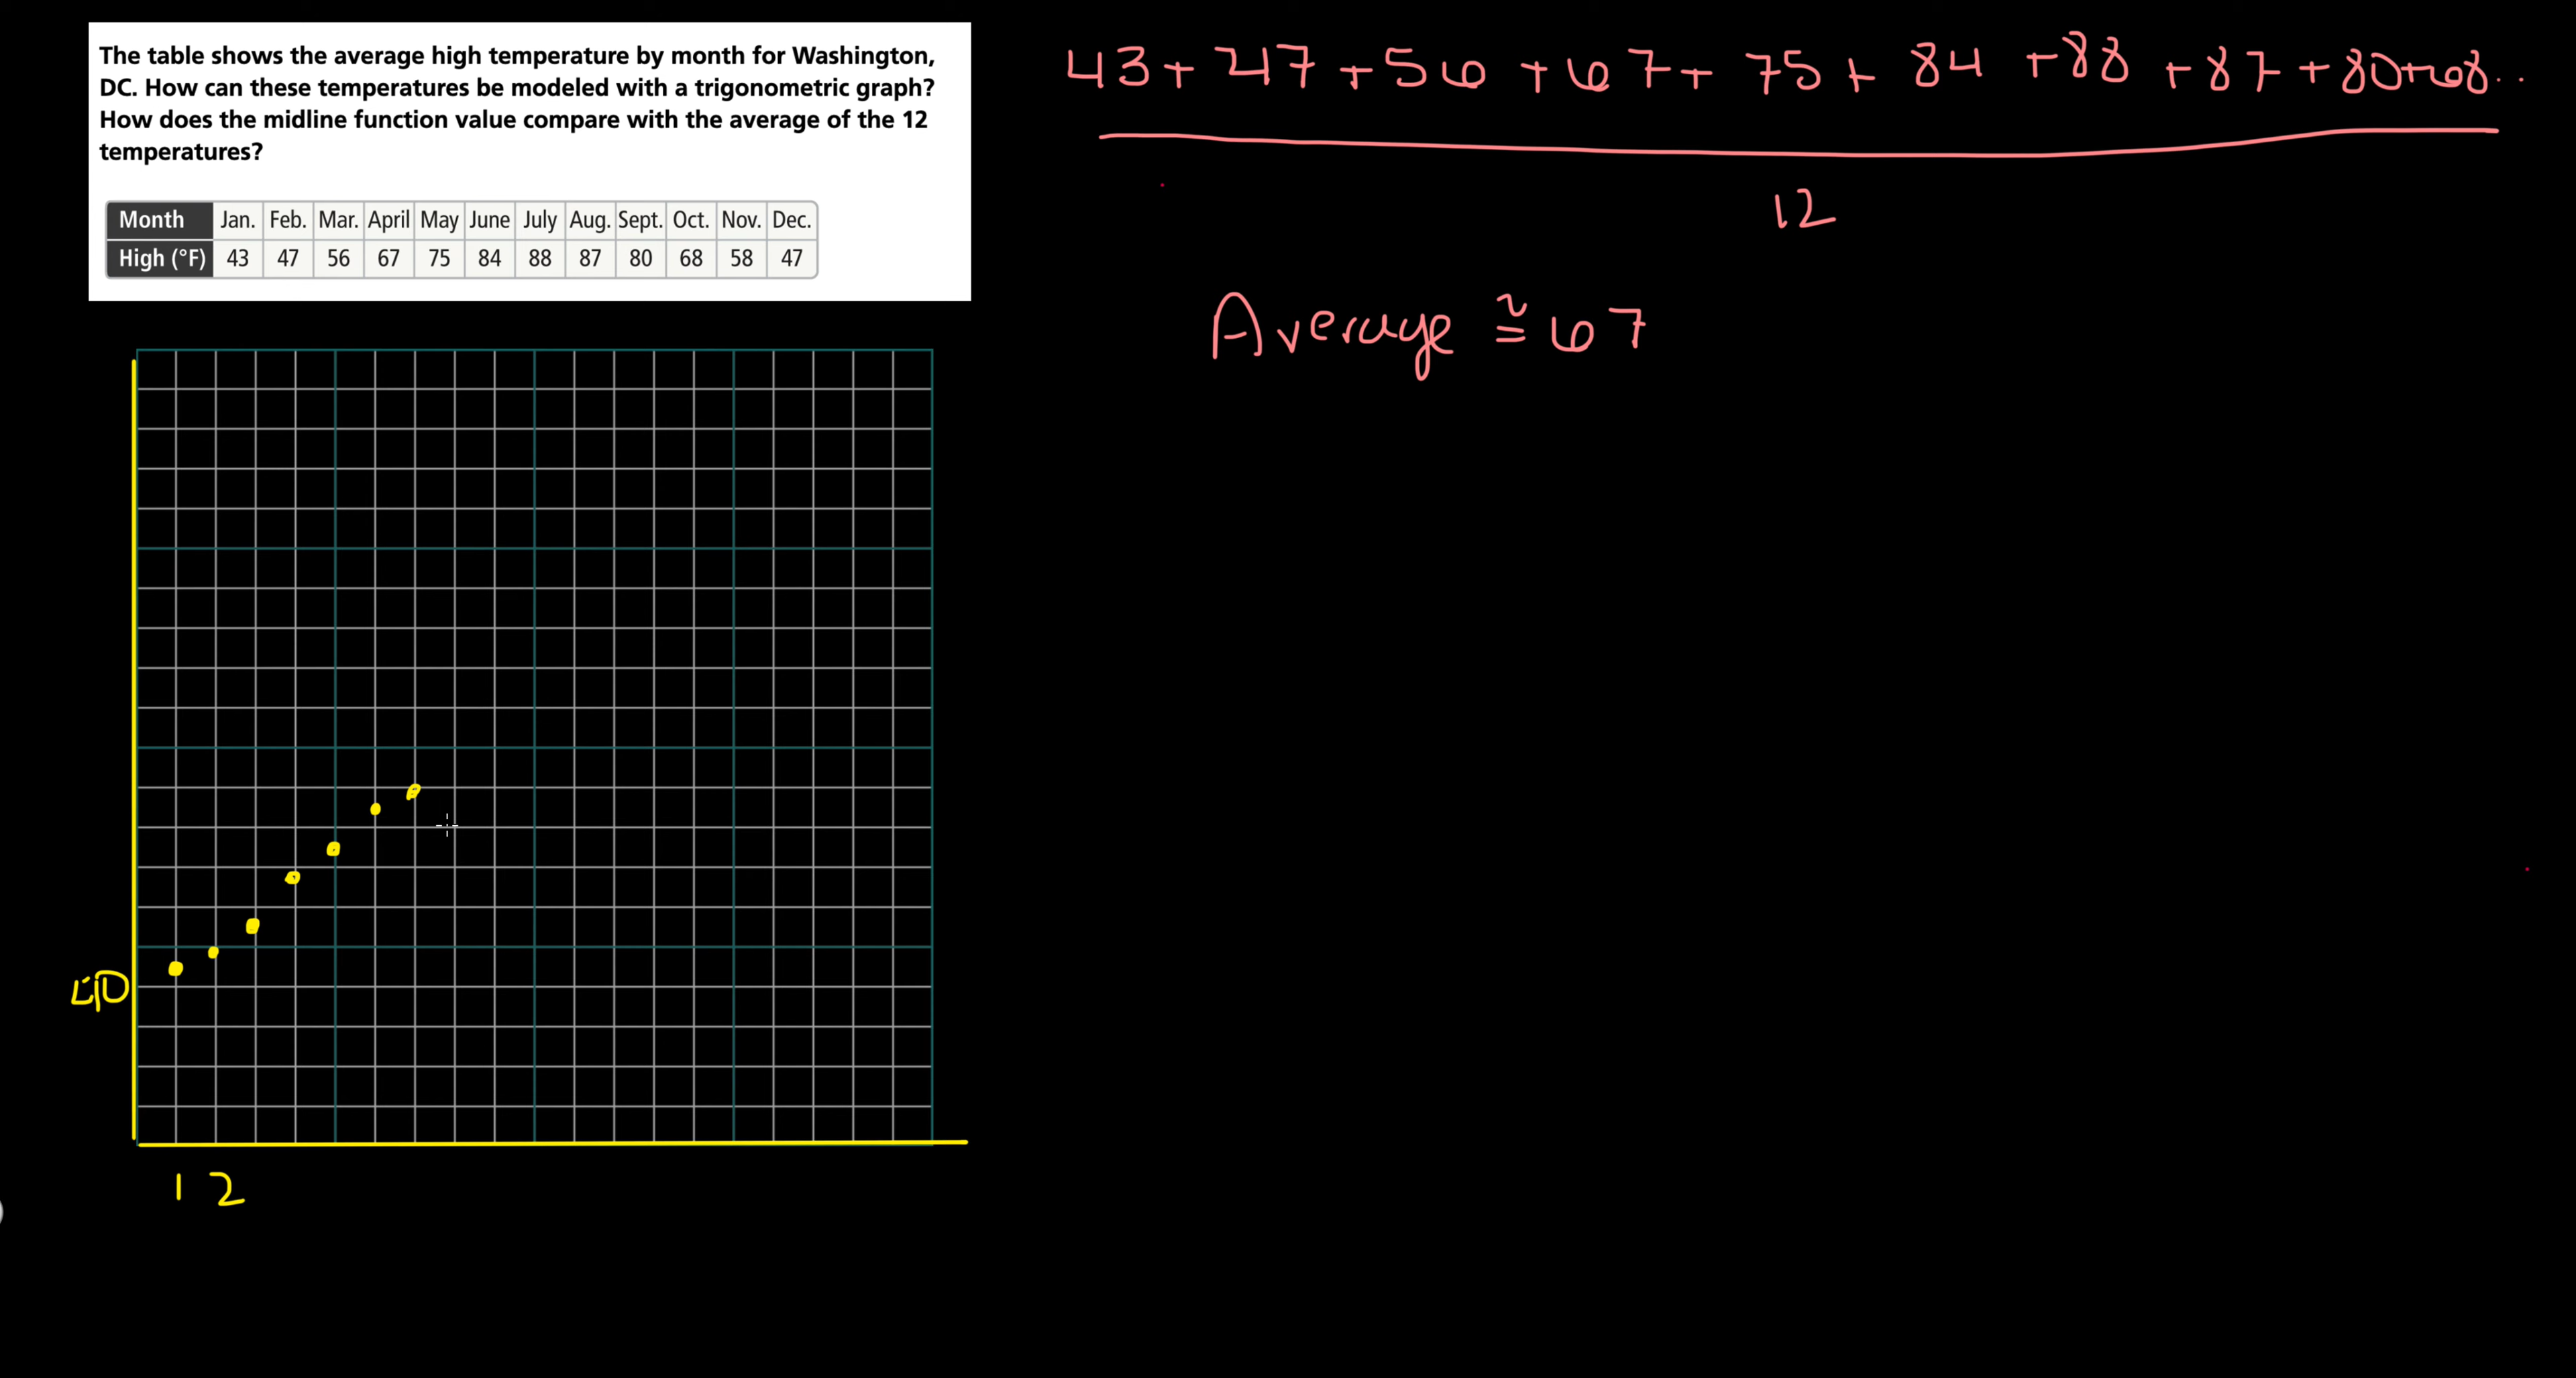 The table shows the average high temperature by month for Washington,
DC. How can these temperatures be modeled with a trigonometric graph?
How does the midline function value compare with the average of the 12
temperatures?
Month Jan. Feb. Mar. April May June July Aug. Sept. Oct. Nov. Dec.
High (°F) 43 47 56 67 75 84 88 87 80 68 58 47
43 + 47 + 56 + 67 + 75 + 84 + 88 + 87 + 80 + 68...
12
Average ≅ 67
40
1 2